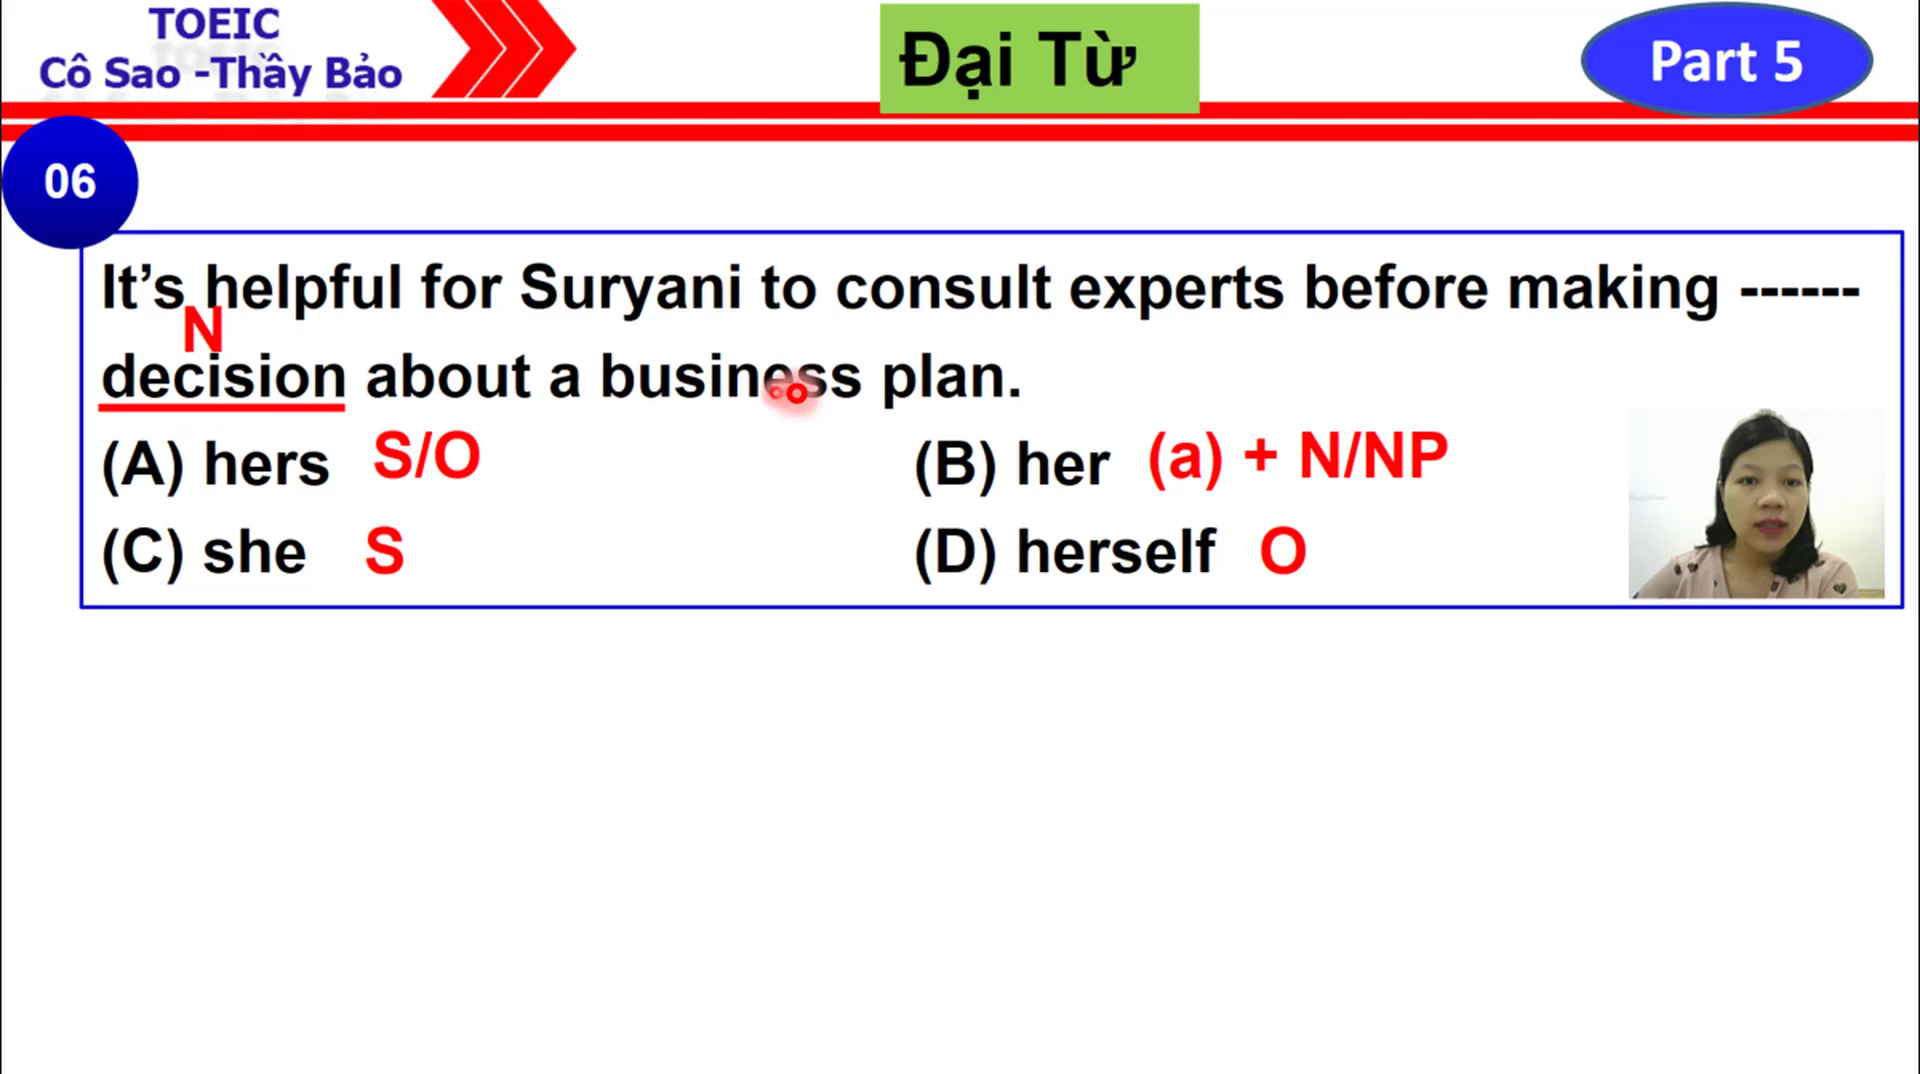 TOEIC
Cô Sao -Thầy Bảo
Đại Từ
Part 5
06
It’s helpful for Suryani to consult experts before making ------
N
decision about a business plan.
(A) hers S/O
(B) her (a) + N/NP
(C) she S
(D) herself O